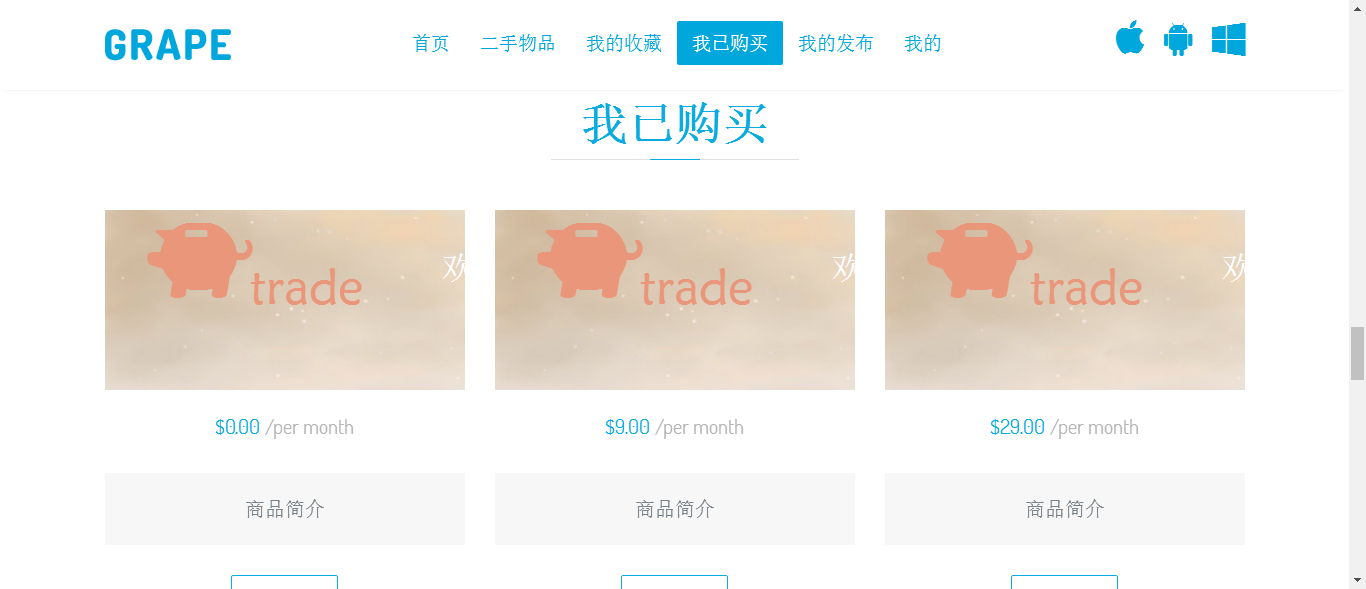 GRAPE
首页 二手物品 我的收藏 我已购买 我的发布 我的
我已购买
trade 欢
trade 欢
trade 欢
$0.00 /per month
$9.00 /per month
$29.00 /per month
商品简介
商品简介
商品简介